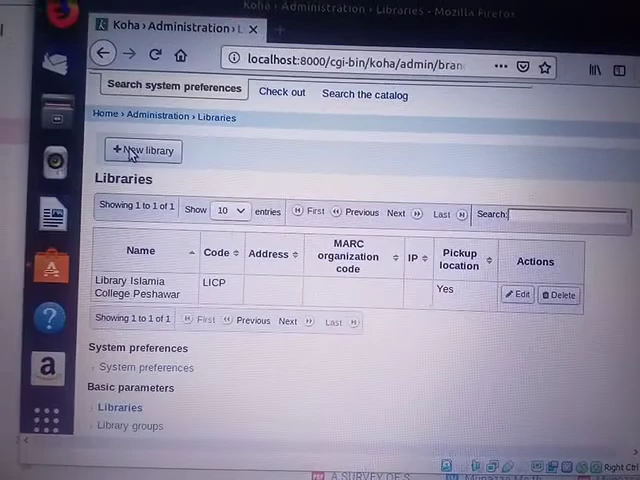 Koha › Administration › Libraries - Mozilla Firefox
Koha › Administration › L
localhost:8000/cgi-bin/koha/admin/bran
Search system preferences Check out Search the catalog
Home › Administration › Libraries
+ New library
Libraries
Showing 1 to 1 of 1 Show 10 entries First Previous Next Last Search:
Name Code Address MARC organization code IP Pickup location Actions
Library Islamia College Peshawar LICP Yes Edit Delete
Showing 1 to 1 of 1 First Previous Next Last
System preferences
System preferences
Basic parameters
Libraries
Library groups
Right Ctrl
A SURVEY OF S